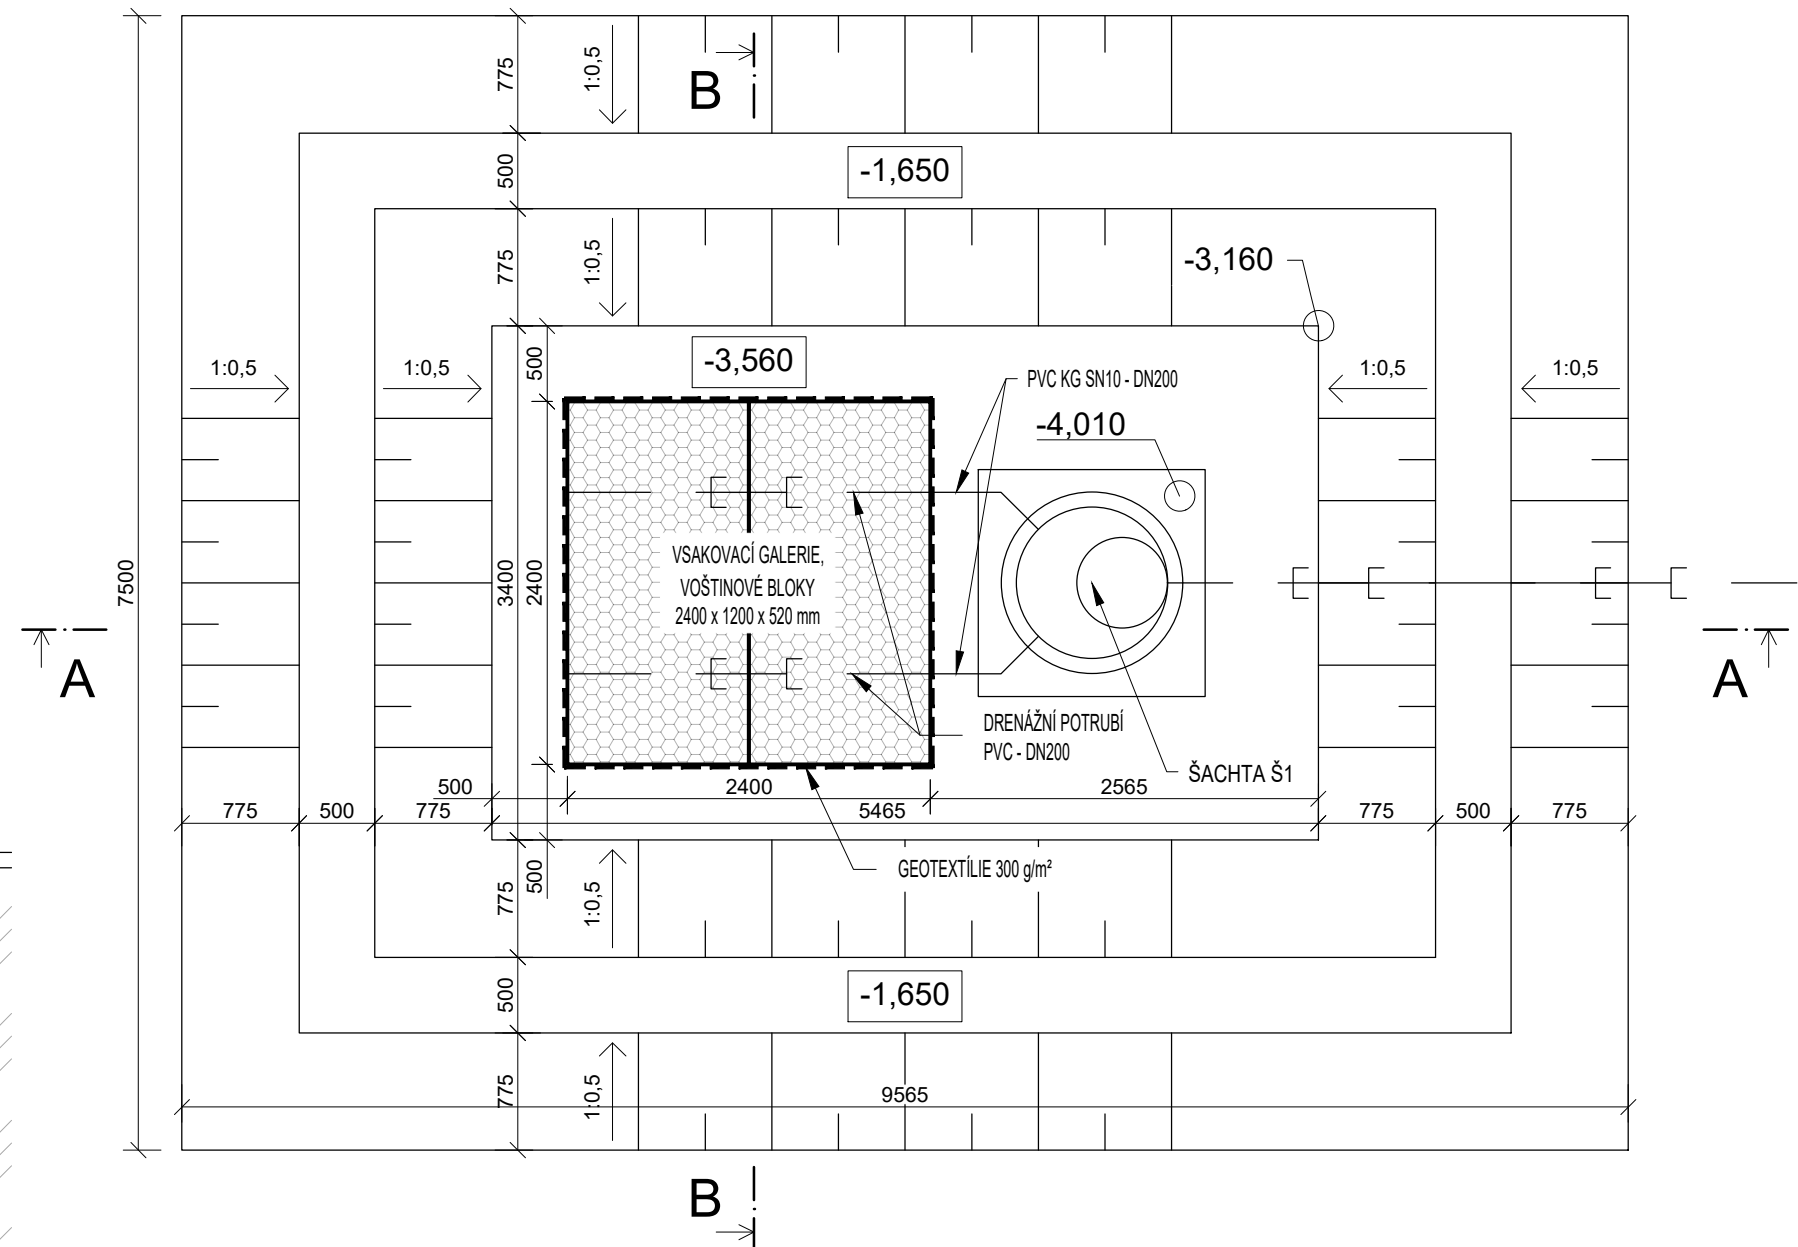 775
1:0,5
B
500
-1,650
775
1:0,5
-3,160
500
-3,560
1:0,5
1:0,5
1:0,5
1:0,5
PVC KG SN10 - DN200
-4,010
7500
3400
2400
VSAKOVACÍ GALERIE,
VOŠTINOVÉ BLOKY
2400 x 1200 x 520 mm
A
A
DRENÁŽNÍ POTRUBÍ
PVC - DN200
ŠACHTA Š1
500
2400
2565
775
500
775
5465
775
500
775
GEOTEXTÍLIE 300 g/m²
775
500
1:0,5
500
-1,650
775
1:0,5
9565
B